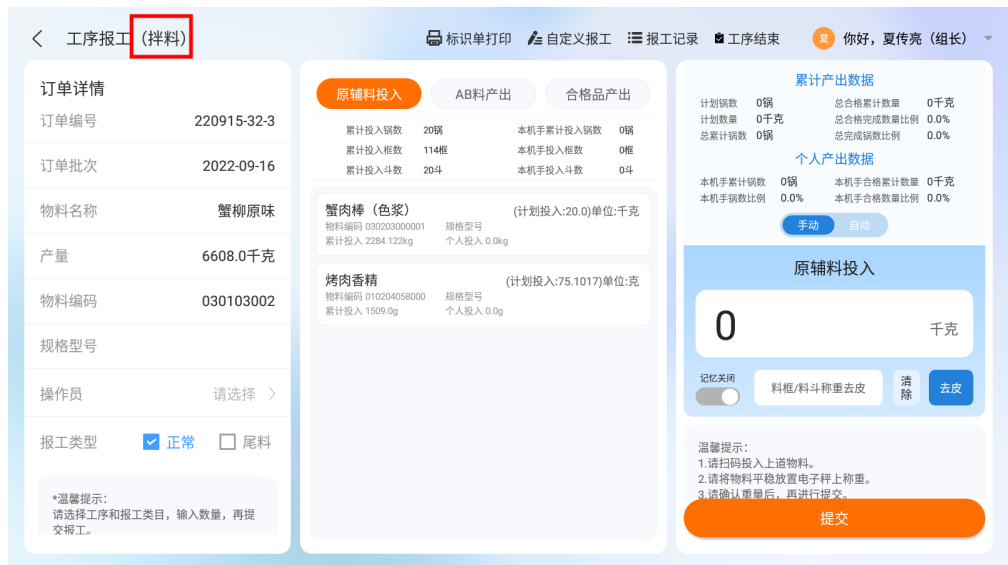 工序报工（拌料）
标识单打印 自定义报工 报工记录 工序结束 夏 你好，夏传亮（组长）
订单详情
订单编号 220915-32-3
订单批次 2022-09-16
物料名称 蟹柳原味
产量 6608.0千克
物料编码 030103002
规格型号
操作员 请选择
报工类型 正常 尾料
*温馨提示：
请选择工序和报工类目，输入数量，再提
交报工。
原辅料投入 AB料产出 合格品产出
累计投入锅数 20锅 本机手累计投入锅数 0锅
累计投入框数 114框 本机手投入框数 0框
累计投入斗数 20斗 本机手投入斗数 0斗
蟹肉棒（色浆） (计划投入:20.0)单位:千克
物料编码 030203000001 规格型号
累计投入 2284.122kg 个人投入 0.0kg
烤肉香精 (计划投入:75.1017)单位:克
物料编码 010204058000 规格型号
累计投入 1509.0g 个人投入 0.0g
累计产出数据
计划锅数 0锅 总合格累计数量 0千克
计划数量 0千克 总合格完成数量比例 0.0%
总累计锅数 0锅 总完成锅数比例 0.0%
个人产出数据
本机手累计锅数 0锅 本机手合格累计数量 0千克
本机手锅数比例 0.0% 本机手合格数量比例 0.0%
手动 自动
原辅料投入
0 千克
记忆关闭 料框/料斗称重去皮 清除 去皮
温馨提示：
1.请扫码投入上道物料。
2.请将物料平稳放置电子秤上称重。
3.请确认重量后，再进行提交。
提交